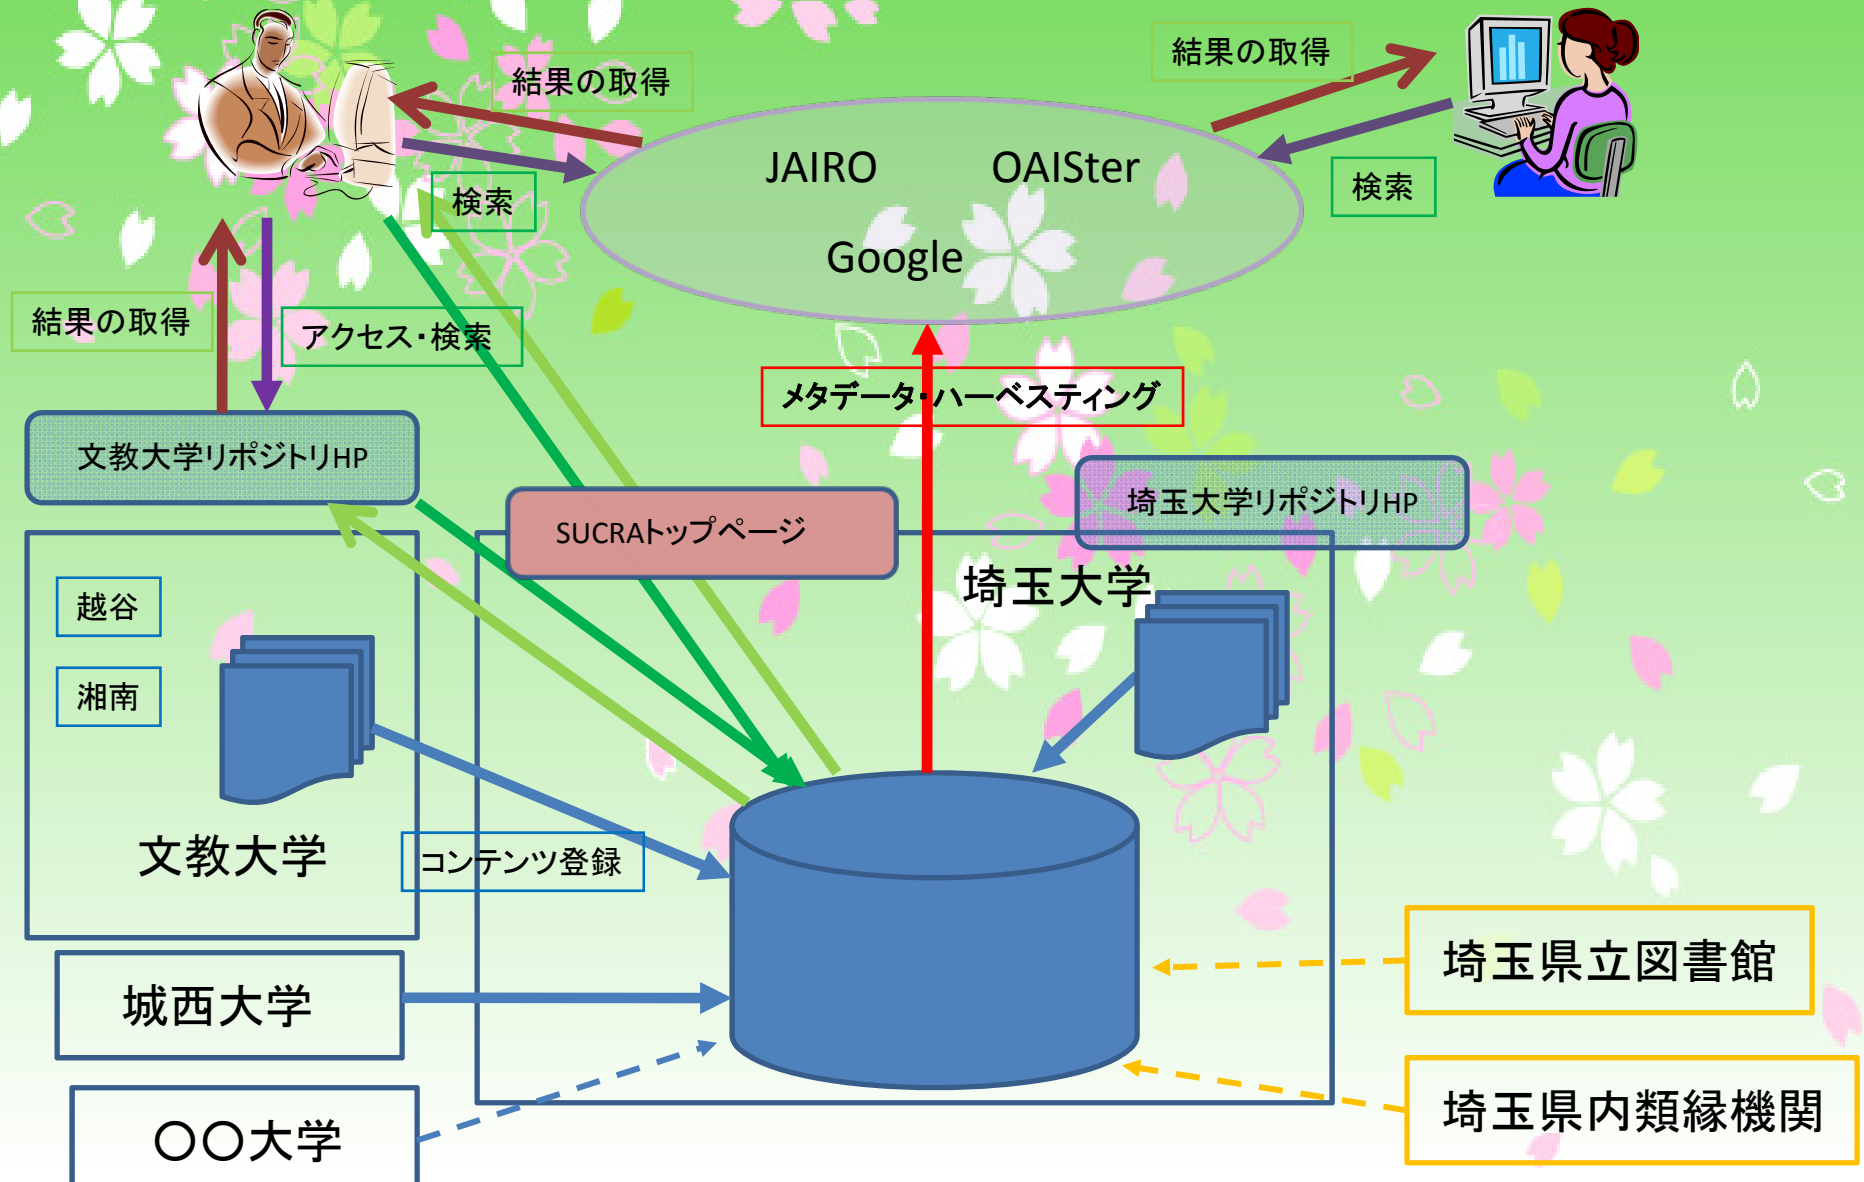 結果の取得
結果の取得
JAIRO
OAISter
検索
検索
Google
結果の取得
アクセス・検索
メタデータ・ハーベスティング
文教大学リポジトリHP
SUCRAトップページ
埼玉大学リポジトリHP
埼玉大学
越谷
湘南
文教大学
コンテンツ登録
埼玉県立図書館
城西大学
埼玉県内類縁機関
〇〇大学